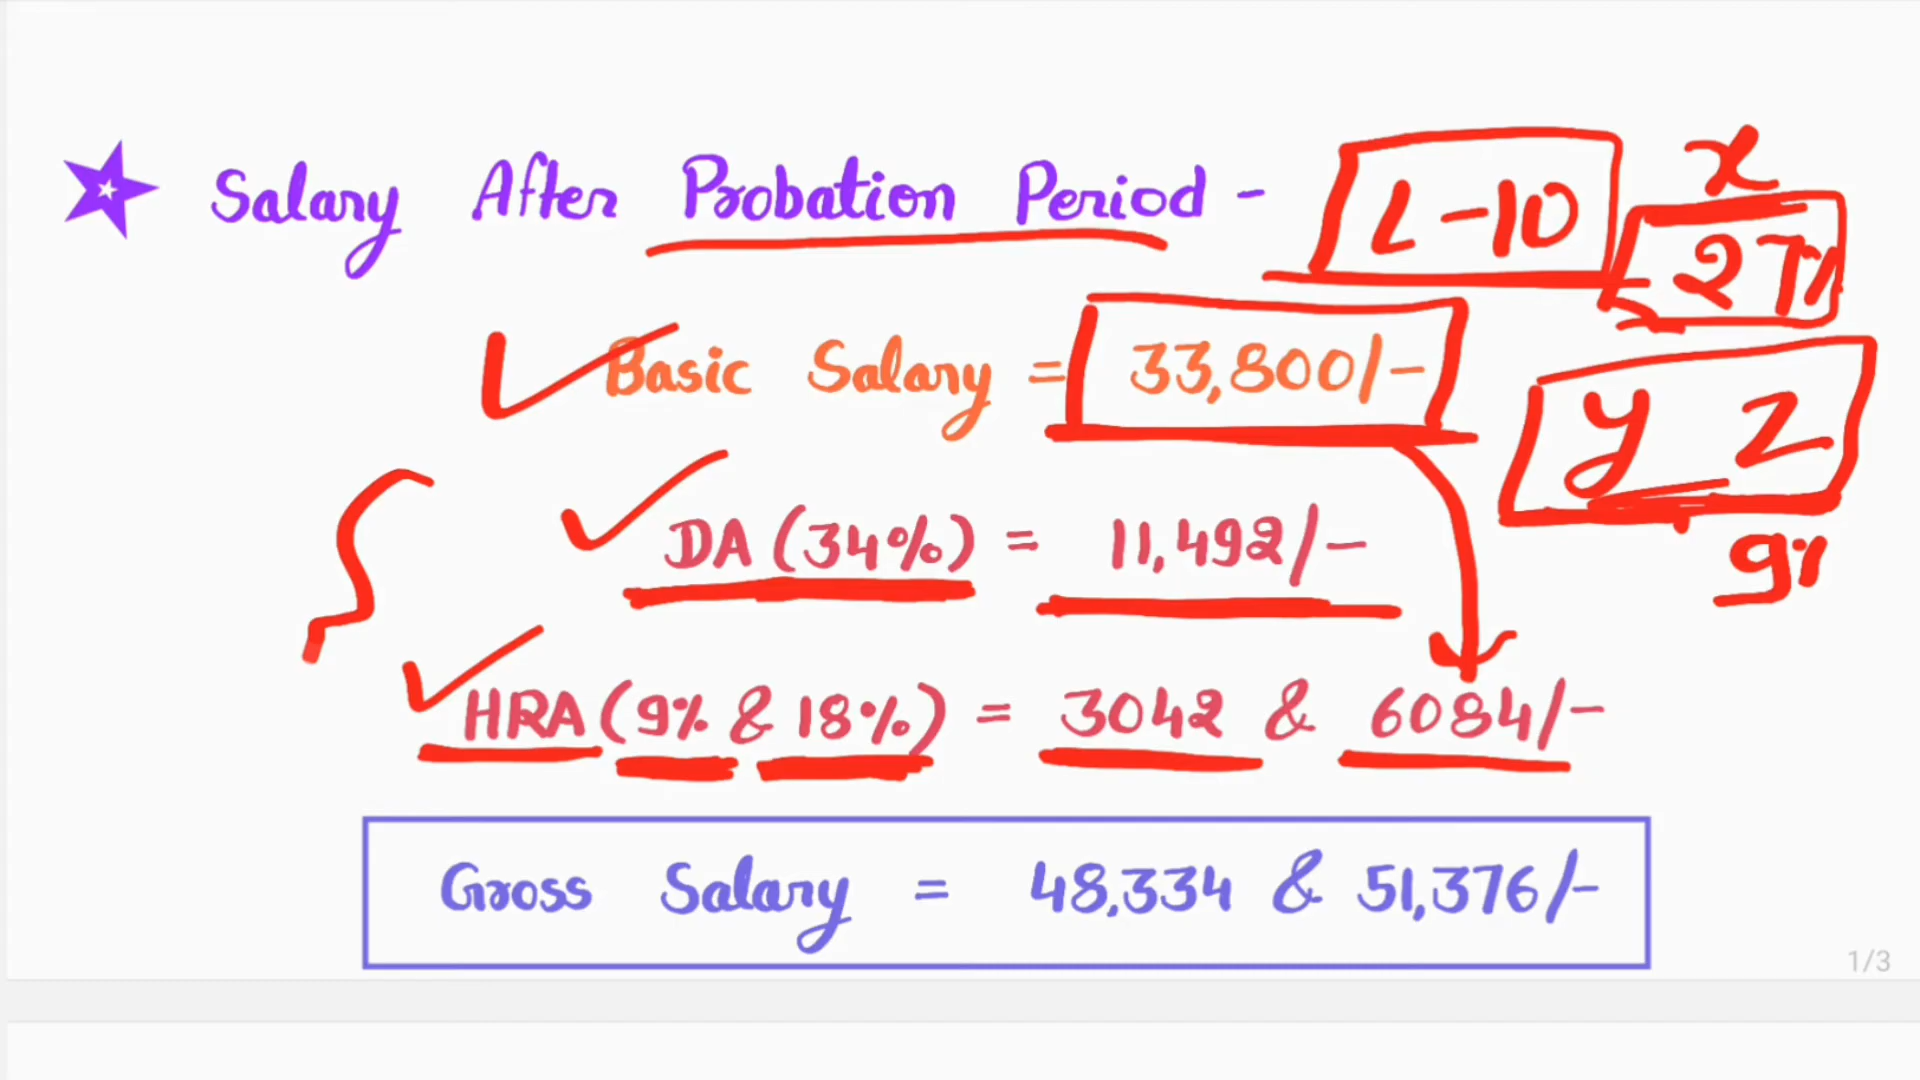 Salary After Probation Period - L-10
x
27%
Basic Salary = 33,800/-
y z
DA (34%) = 11,492/-
9%
HRA (9% & 18%) = 3042 & 6084/-
Gross Salary = 48,334 & 51,376/-
1/3